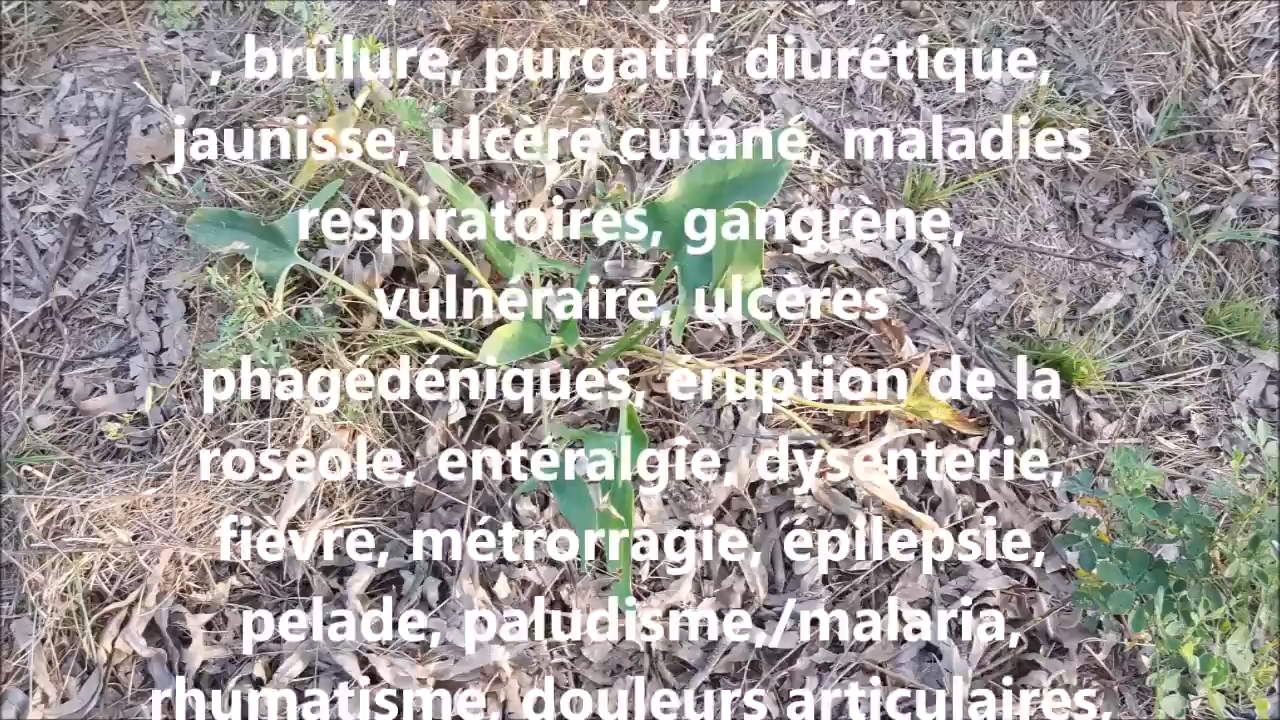 , brûlure, purgatif, diurétique,
jaunisse, ulcère cutané, maladies
respiratoires, gangrène,
vulnéraire, ulcères
phagédéniques, éruption de la
roséole, entéralgie, dysenterie,
fièvre, métrorragie, épilepsie,
pelade, paludisme,/malaria,
rhumatisme, douleurs articulaires,